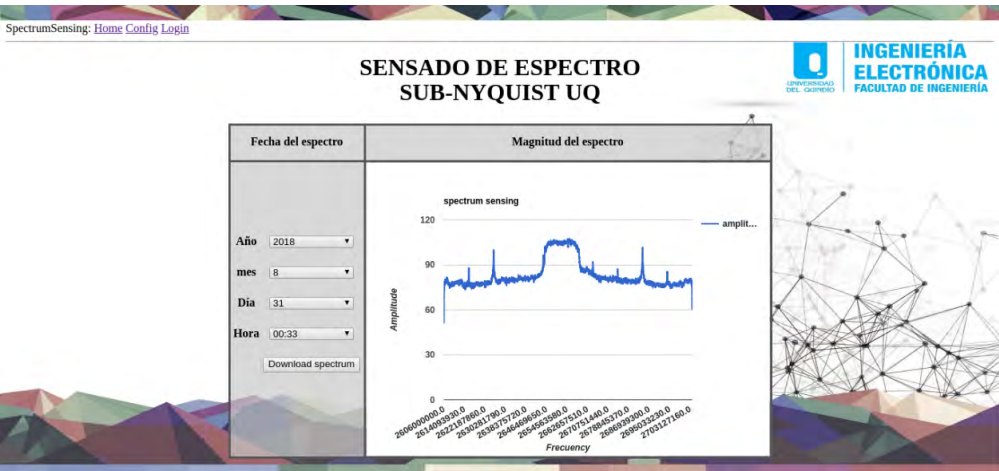 SpectrumSensing: Home Config Login
SENSADO DE ESPECTRO
SUB-NYQUIST UQ
UNIVERSIDAD
DEL QUINDÍO
INGENIERÍA
ELECTRÓNICA
FACULTAD DE INGENIERÍA
Fecha del espectro
Magnitud del espectro
Año 2018
mes 8
Día 31
Hora 00:33
Download spectrum
spectrum sensing
amplit...
120
90
60
30
0
Amplitude
2606000000.0
2614093930.0
2622187860.0
2630281790.0
2638375720.0
2646469650.0
2654563580.0
2662657510.0
2670751440.0
2678845370.0
2686939300.0
2695033230.0
2703127160.0
Frecuency